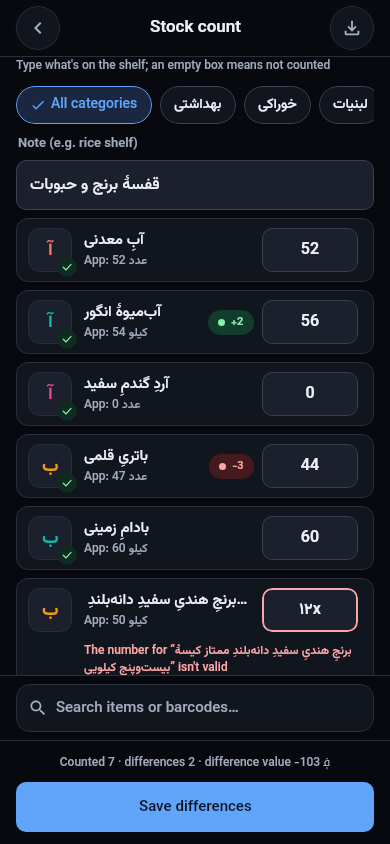 Stock count
Type what's on the shelf; an empty box means not counted
All categories
بهداشتی
خوراکی
لبنیات
Note (e.g. rice shelf)
قفسهٔ برنج و حبوبات
آ
آبِ معدنی
App: 52 عدد
52
آ
آب‌میوهٔ انگور
App: 54 کیلو
+2
56
آ
آردِ گندمِ سفید
App: 0 عدد
0
ب
باتریِ قلمی
App: 47 عدد
-3
44
ب
بادامِ زمینی
App: 60 کیلو
60
ب
برنجِ هندیِ سفیدِ دانه‌بلندِ…
App: 50 کیلو
۱۲x
The number for “برنجِ هندیِ سفیدِ دانه‌بلندِ ممتاز کیسهٔ
بیست‌وپنج کیلویی” isn't valid
Search items or barcodes…
Counted 7 · differences 2 · difference value -103 ؋
Save differences